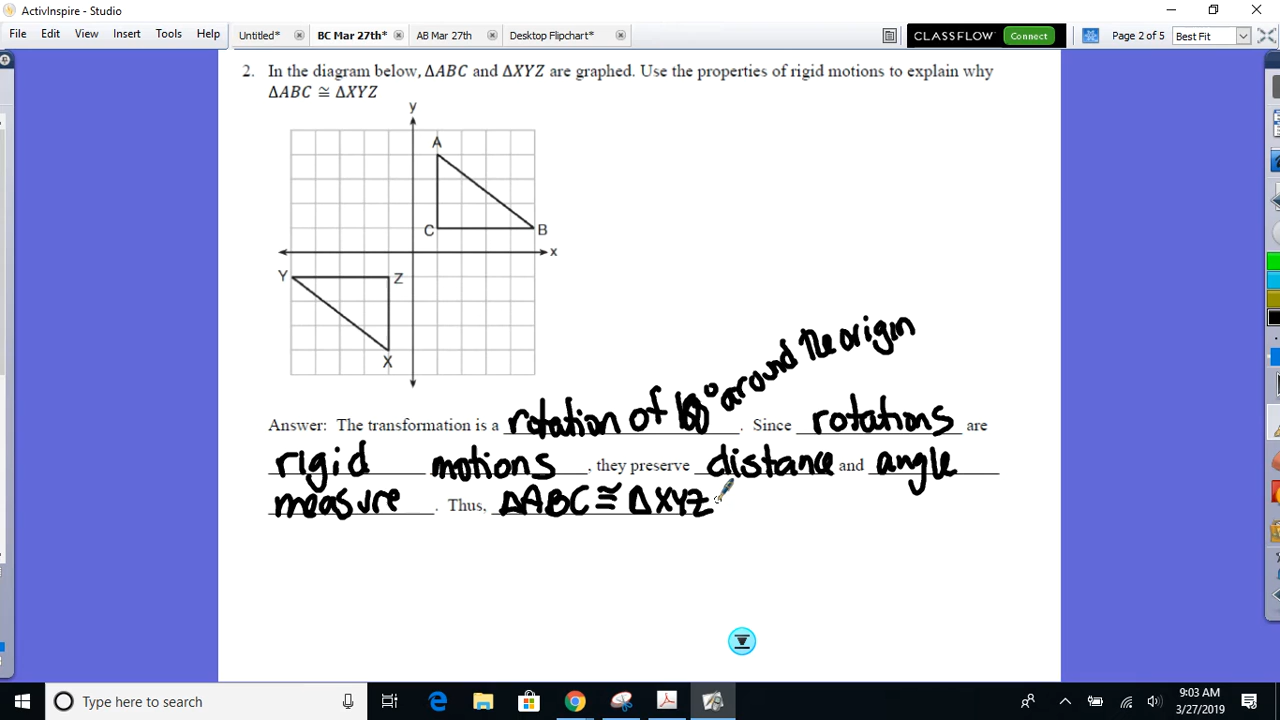 ActivInspire - Studio
File Edit View Insert Tools Help Untitled* BC Mar 27th* AB Mar 27th Desktop Flipchart* CLASSFLOW Connect Page 2 of 5 Best Fit
2. In the diagram below, ΔABC and ΔXYZ are graphed. Use the properties of rigid motions to explain why
ΔABC ≅ ΔXYZ
y
A
C B
x
Y Z
X
Answer: The transformation is a rotation of 180° around the origin. Since rotations are
rigid motions, they preserve distance and angle
measure. Thus, ΔABC ≅ ΔXYZ
Type here to search
9:03 AM
3/27/2019